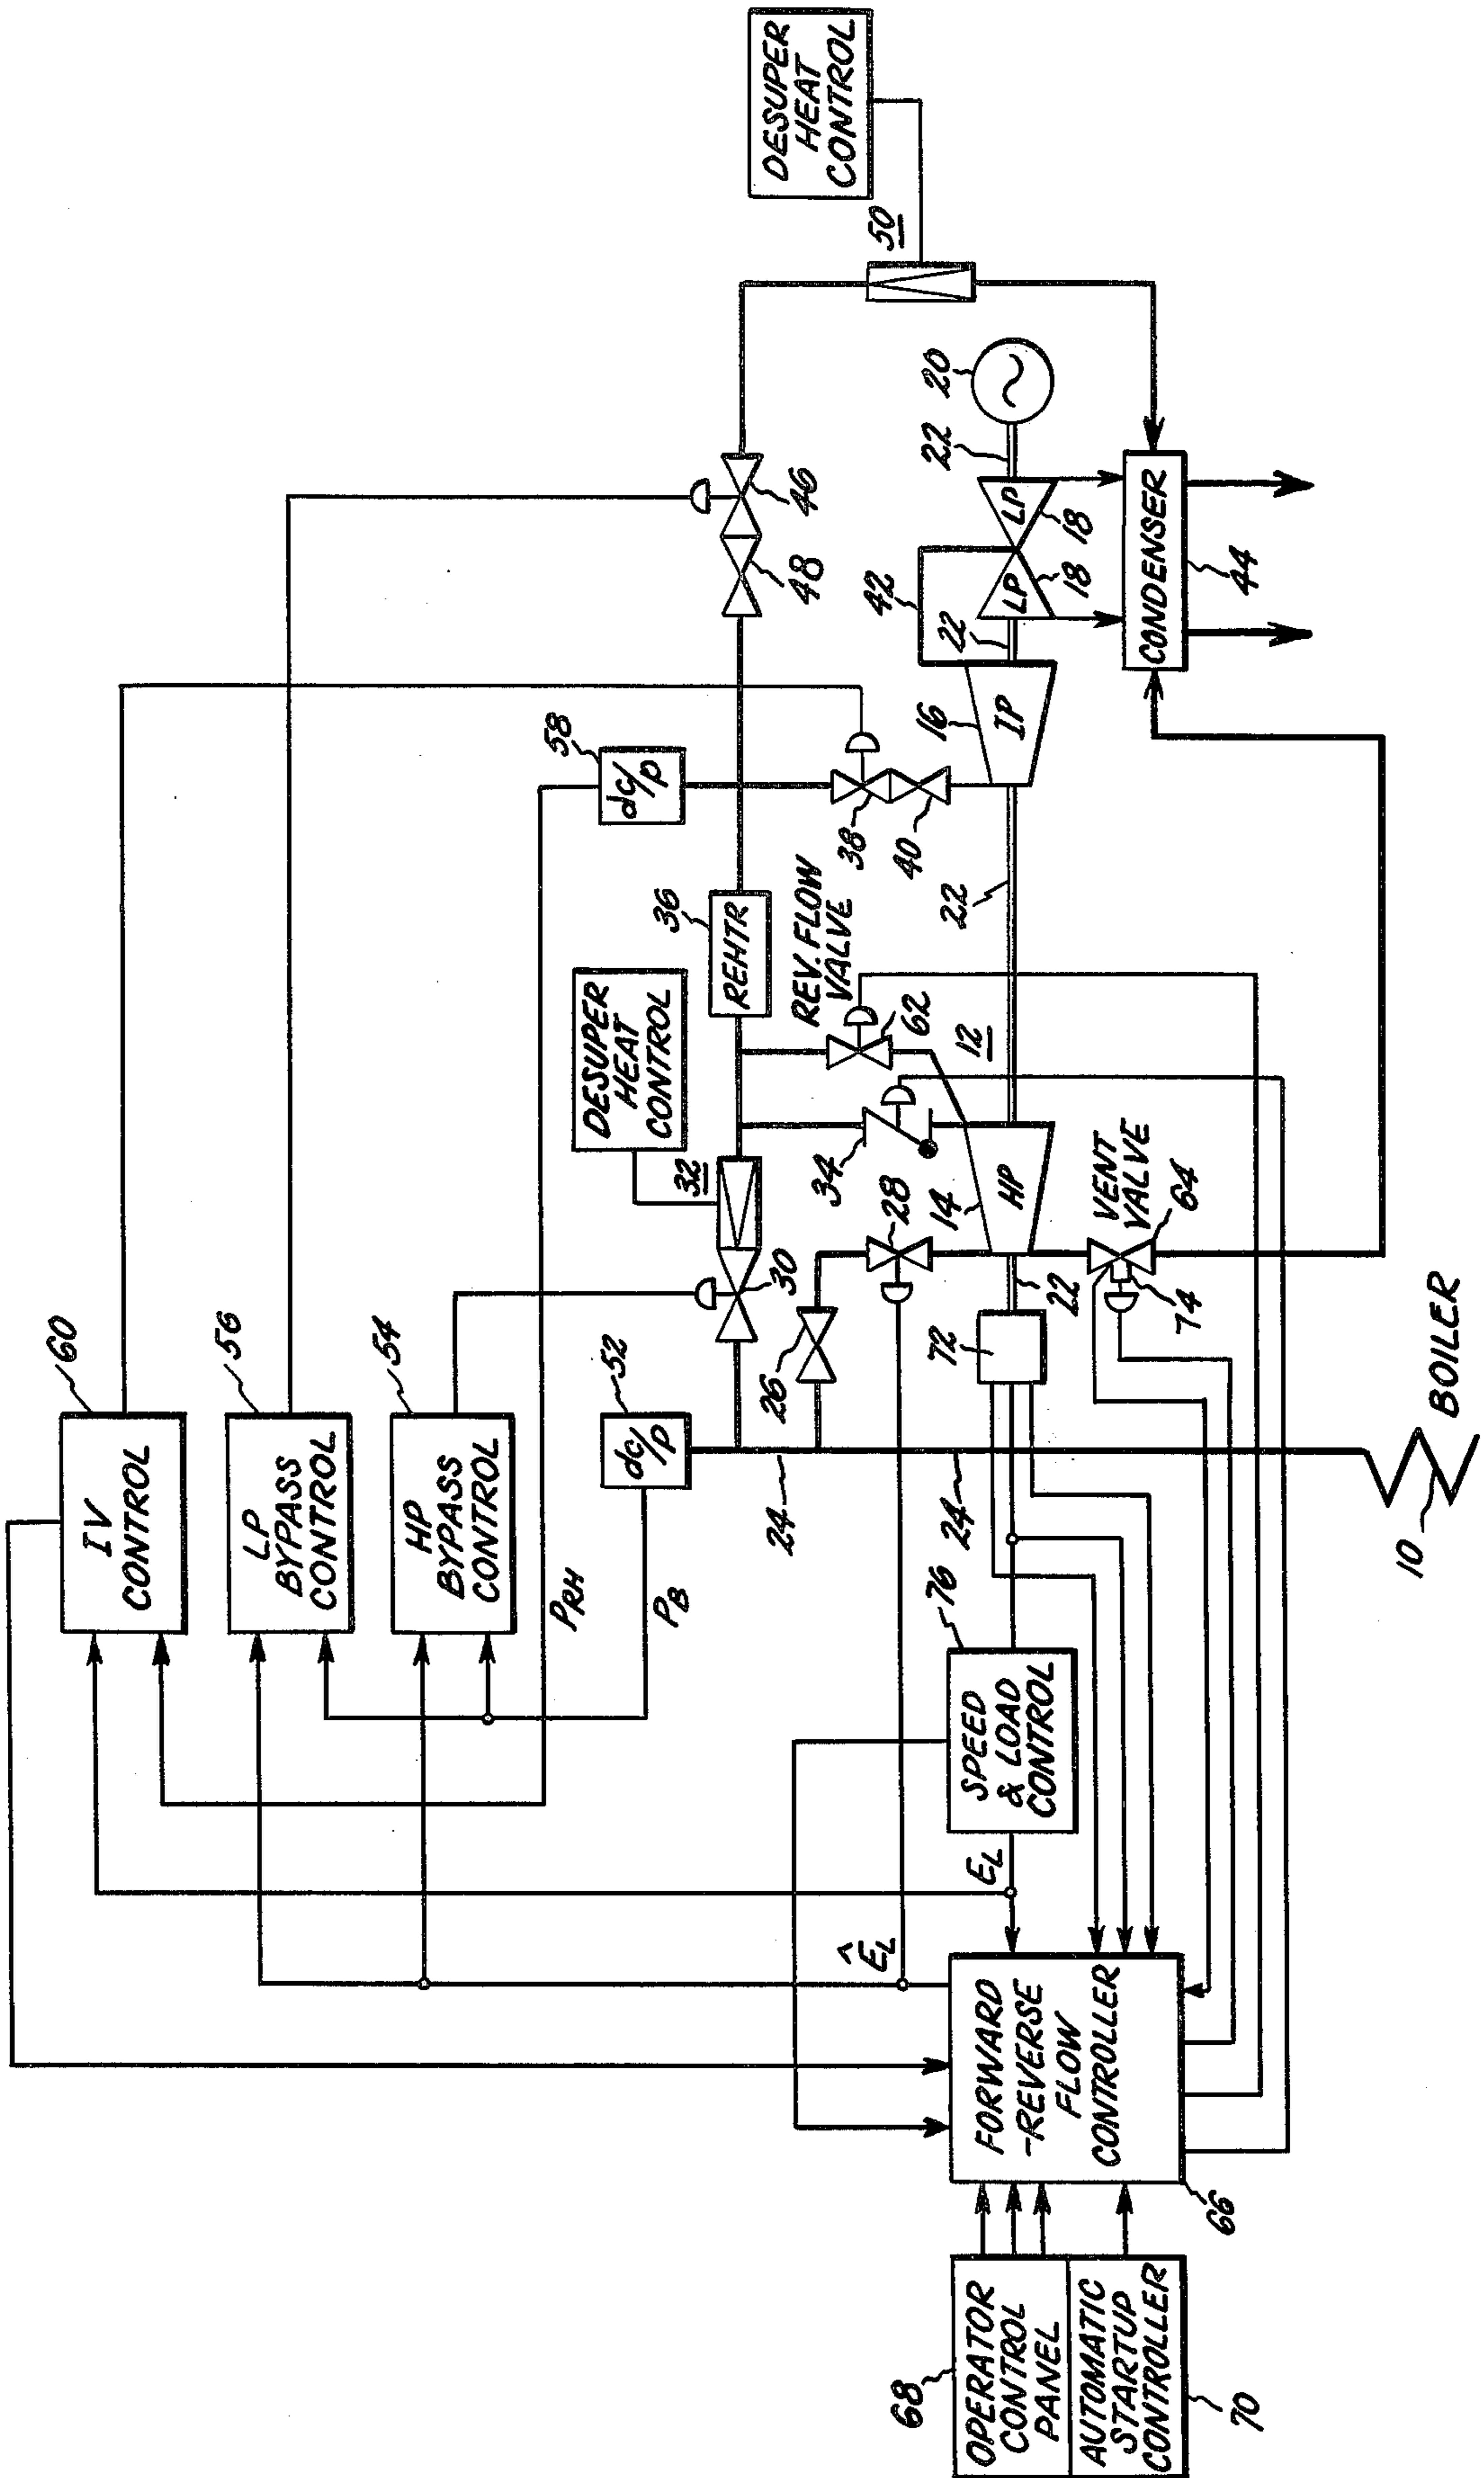 60
IV
CONTROL
56
LP
BYPASS
CONTROL
54
HP
BYPASS
CONTROL
PRH
PB
52
dc/p
58
dc/p
DESUPER
HEAT
CONTROL
32
30
36
REHTR
48
46
DESUPER
HEAT
CONTROL
50
24
26
28
34
REV. FLOW
VALVE
62
38
40
42
ÊL
EL
76
SPEED
& LOAD
CONTROL
24
72
22
14
HP
12
22
16
IP
22
LP
18
LP
18
22
20
68
OPERATOR
CONTROL
PANEL
AUTOMATIC
STARTUP
CONTROLLER
70
FORWARD
-REVERSE
FLOW
CONTROLLER
66
VENT
VALVE
64
74
CONDENSER
44
10
BOILER